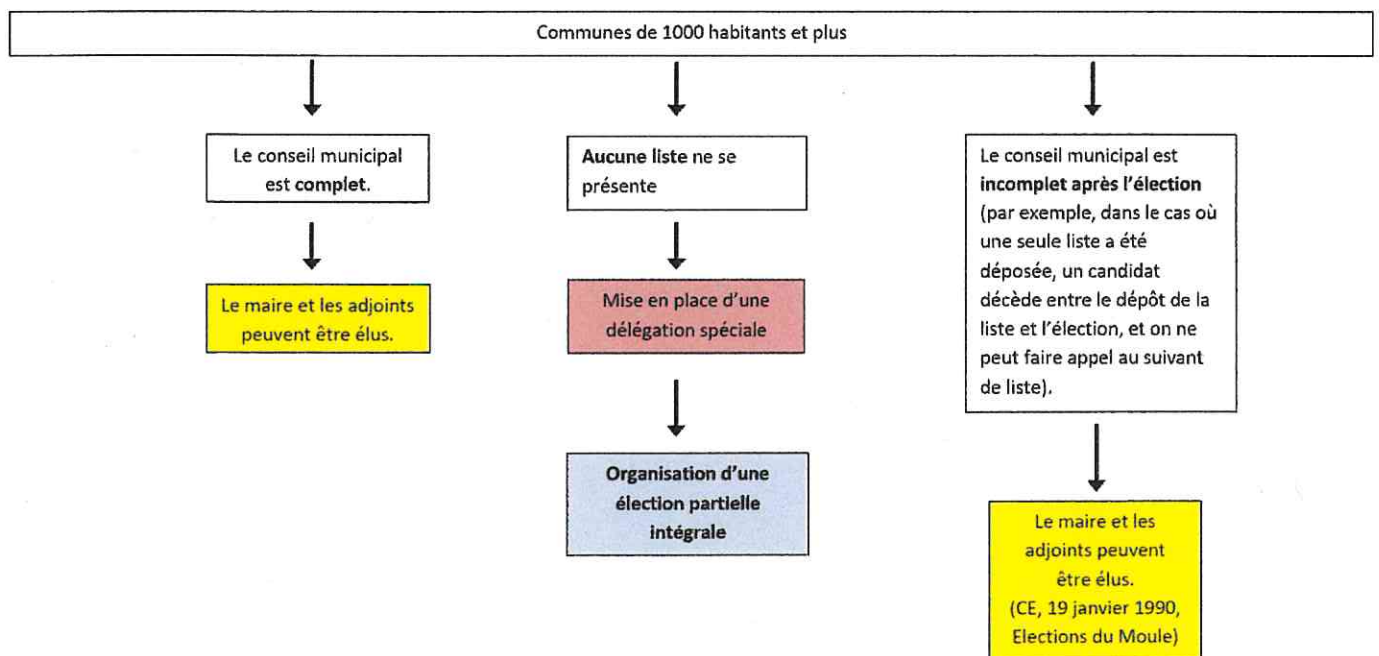 Communes de 1000 habitants et plus
Le conseil municipal
est complet.
Le maire et les adjoints
peuvent être élus.
Aucune liste ne se
présente
Mise en place d’une
délégation spéciale
Organisation d’une
élection partielle
intégrale
Le conseil municipal est
incomplet après l’élection
(par exemple, dans le cas où
une seule liste a été
déposée, un candidat
décède entre le dépôt de la
liste et l’élection, et on ne
peut faire appel au suivant
de liste).
Le maire et les
adjoints peuvent
être élus.
(CE, 19 janvier 1990,
Elections du Moule)